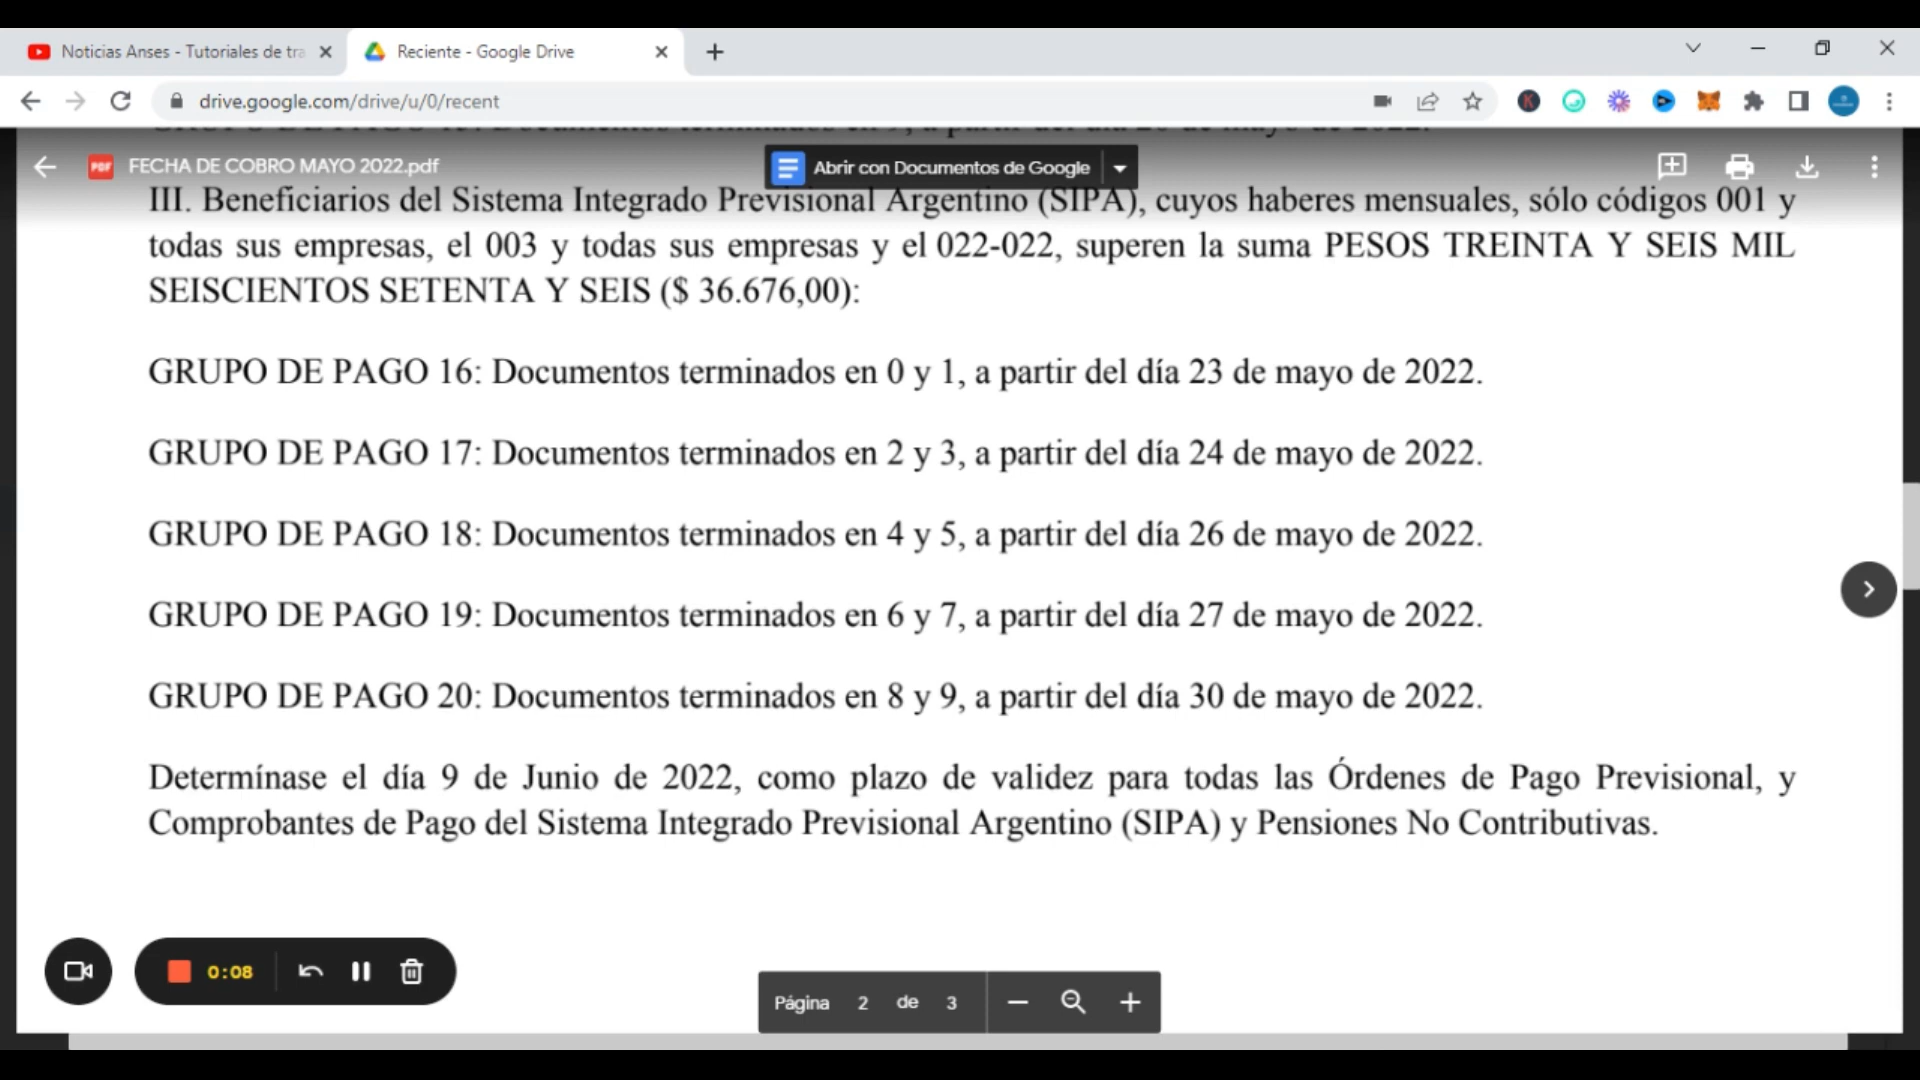 Noticias Anses - Tutoriales de tra
Reciente - Google Drive
drive.google.com/drive/u/0/recent
FECHA DE COBRO MAYO 2022.pdf
Abrir con Documentos de Google
III. Beneficiarios del Sistema Integrado Previsional Argentino (SIPA), cuyos haberes mensuales, sólo códigos 001 y
todas sus empresas, el 003 y todas sus empresas y el 022-022, superen la suma PESOS TREINTA Y SEIS MIL
SEISCIENTOS SETENTA Y SEIS ($ 36.676,00):
GRUPO DE PAGO 16: Documentos terminados en 0 y 1, a partir del día 23 de mayo de 2022.
GRUPO DE PAGO 17: Documentos terminados en 2 y 3, a partir del día 24 de mayo de 2022.
GRUPO DE PAGO 18: Documentos terminados en 4 y 5, a partir del día 26 de mayo de 2022.
GRUPO DE PAGO 19: Documentos terminados en 6 y 7, a partir del día 27 de mayo de 2022.
GRUPO DE PAGO 20: Documentos terminados en 8 y 9, a partir del día 30 de mayo de 2022.
Determínase el día 9 de Junio de 2022, como plazo de validez para todas las Órdenes de Pago Previsional, y
Comprobantes de Pago del Sistema Integrado Previsional Argentino (SIPA) y Pensiones No Contributivas.
0:08
Página 2 de 3